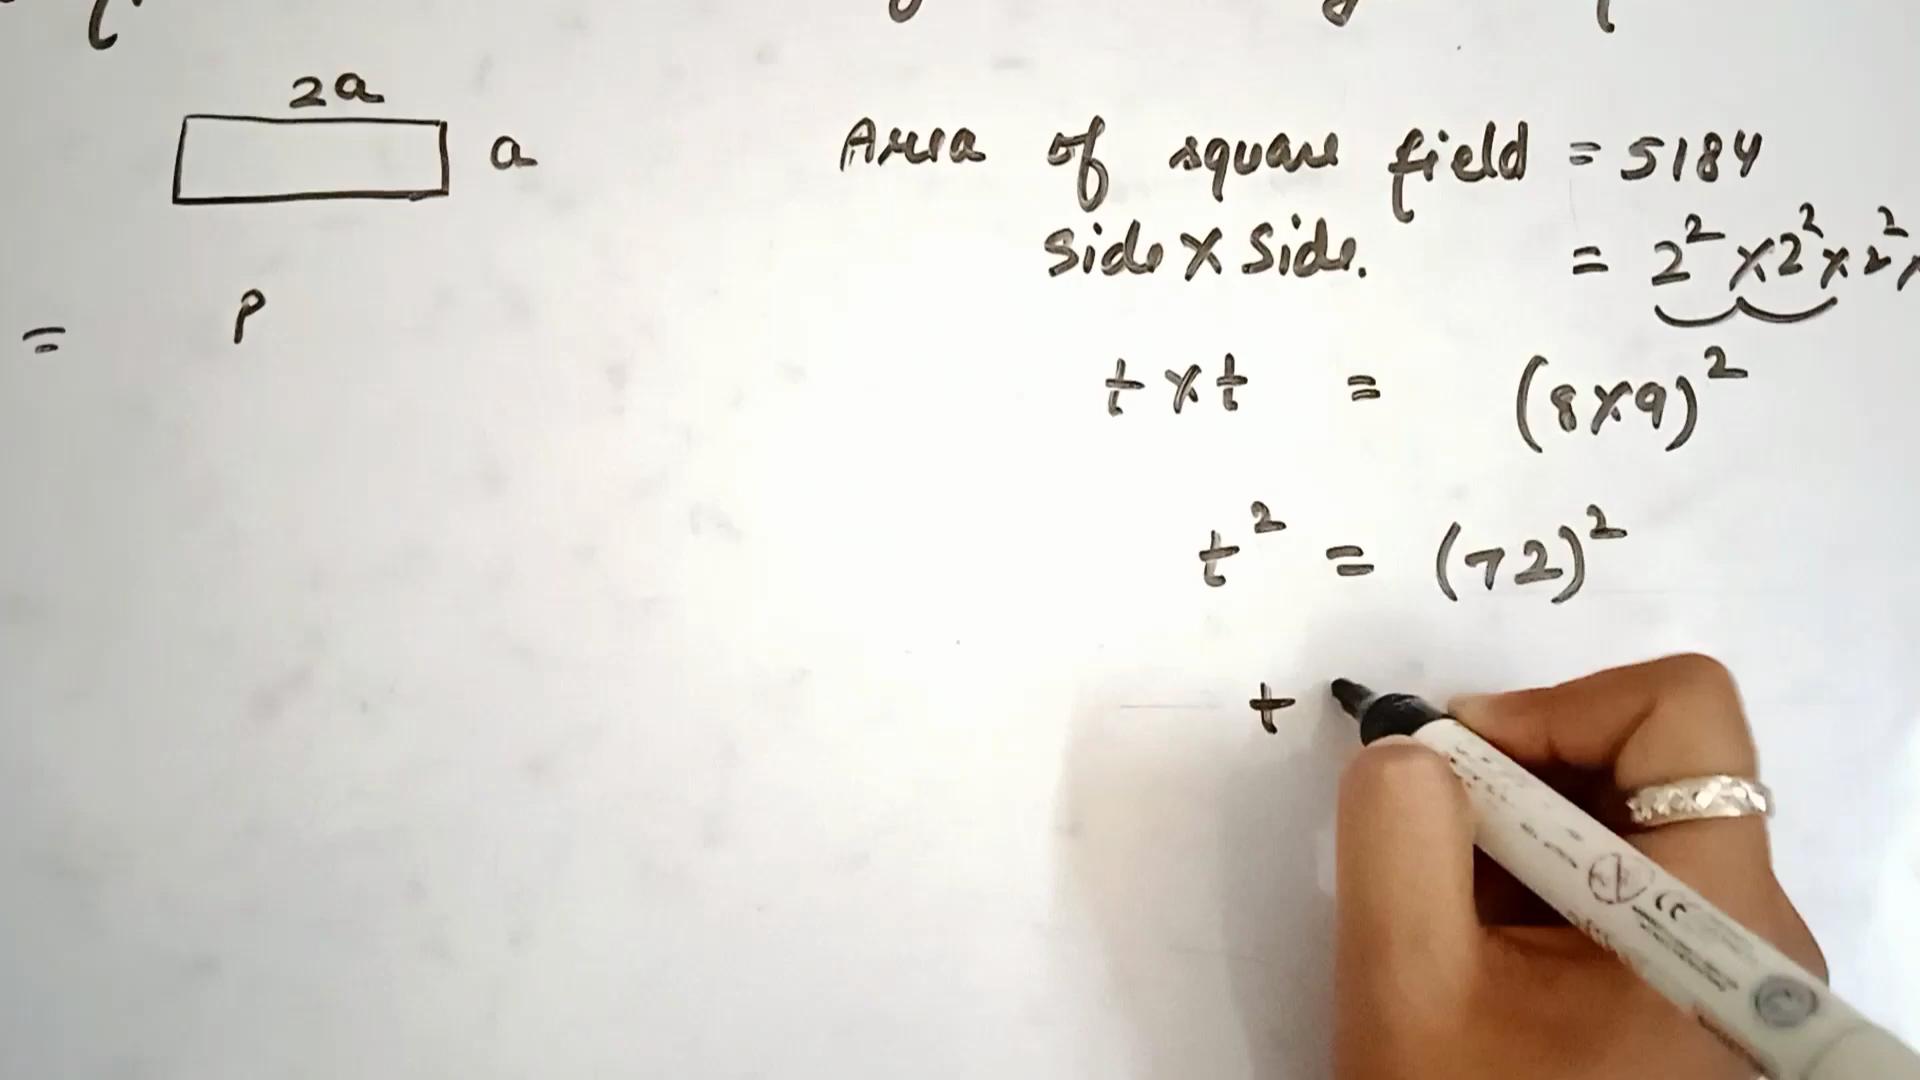 2a
a
= P
Area of square field = 5184
Side x Side. = 2² x 2² x 2² x
t x t = (8x9)²
t² = (72)²
t